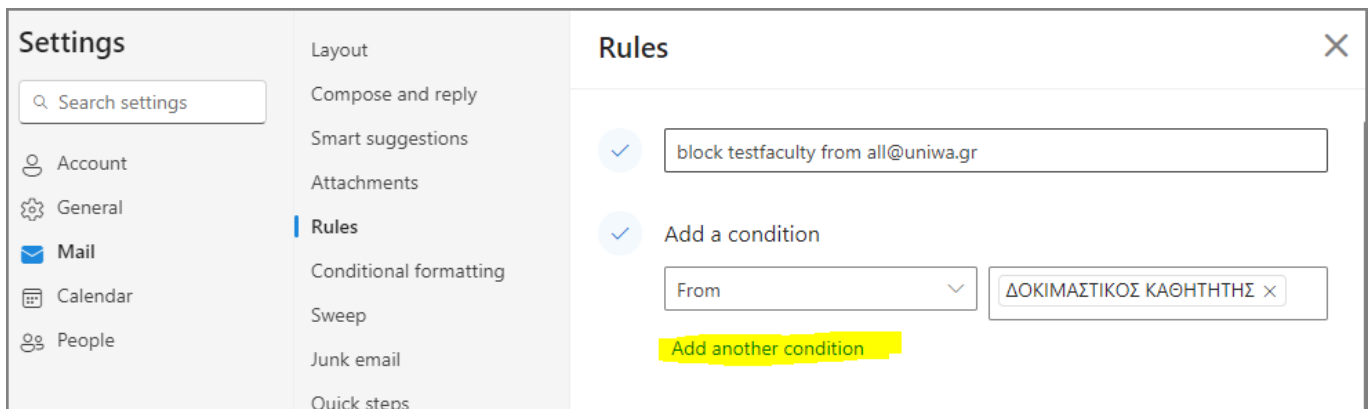 Settings
Search settings
Account
General
Mail
Calendar
People
Layout
Compose and reply
Smart suggestions
Attachments
Rules
Conditional formatting
Sweep
Junk email
Quick steps
Rules
block testfaculty from all@uniwa.gr
Add a condition
From
ΔΟΚΙΜΑΣΤΙΚΟΣ ΚΑΘΗΤΗΤΗΣ
Add another condition